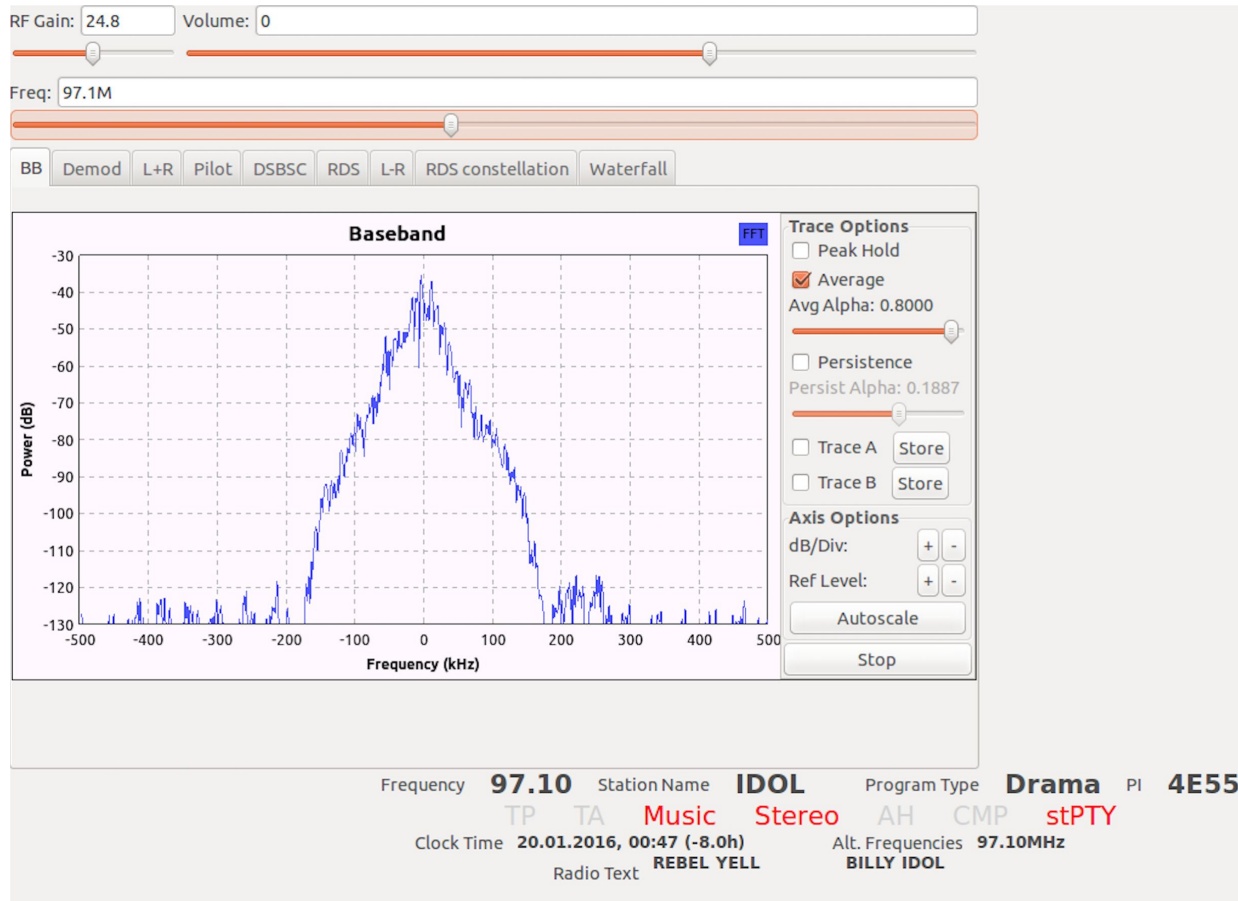 RF Gain: 24.8 Volume: 0
Freq: 97.1M
BB Demod L+R Pilot DSBSC RDS L-R RDS constellation Waterfall
Baseband
FFT
-30
-40
-50
-60
-70
-80
-90
-100
-110
-120
-130
Power (dB)
-500 -400 -300 -200 -100 0 100 200 300 400 500
Frequency (kHz)
Trace Options
Peak Hold
Average
Avg Alpha: 0.8000
Persistence
Persist Alpha: 0.1887
Trace A Store
Trace B Store
Axis Options
dB/Div: + -
Ref Level: + -
Autoscale
Stop
Frequency 97.10 Station Name IDOL Program Type Drama PI 4E55
TP TA Music Stereo AH CMP stPTY
Clock Time 20.01.2016, 00:47 (-8.0h) Alt. Frequencies 97.10MHz
Radio Text REBEL YELL BILLY IDOL